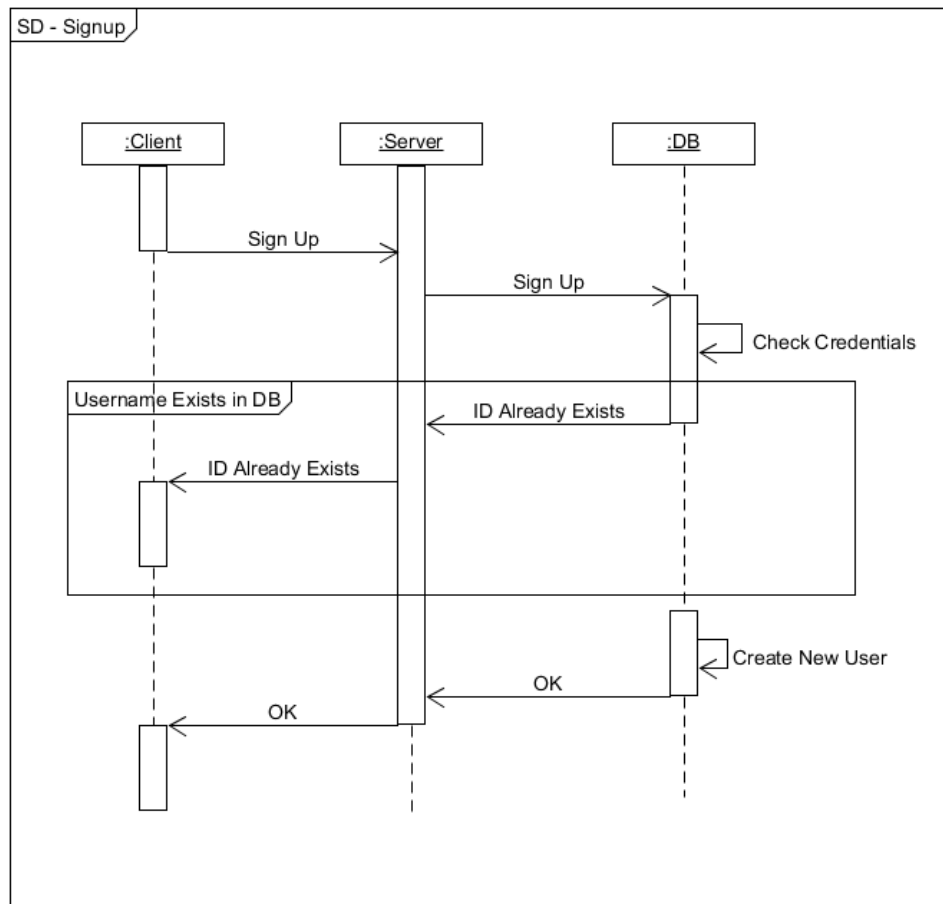 SD - Signup
:Client
:Server
:DB
Sign Up
Sign Up
Check Credentials
Username Exists in DB
ID Already Exists
ID Already Exists
Create New User
OK
OK